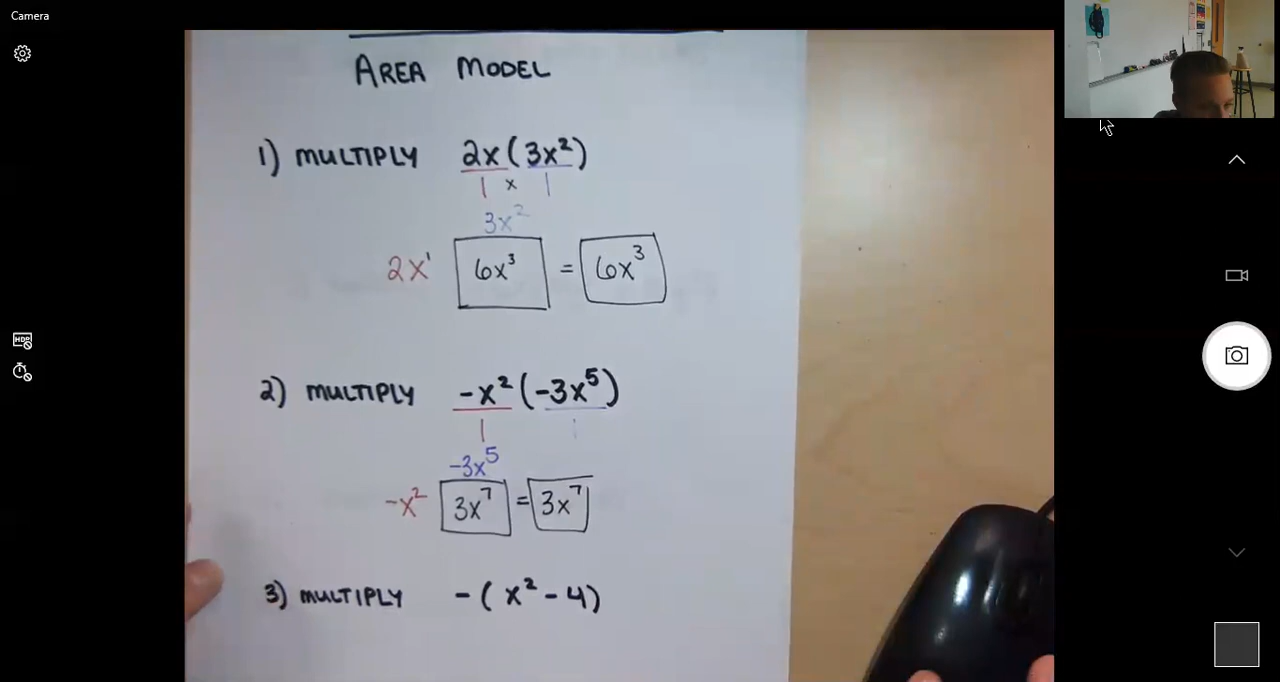 Camera
AREA MODEL
1) MULTIPLY 2x(3x²)
1 x 1
3x²
2x¹ 6x³ = 6x³
2) MULTIPLY -x²(-3x⁵)
1 1
-3x⁵
-x² 3x⁷ = 3x⁷
3) MULTIPLY -(x²-4)